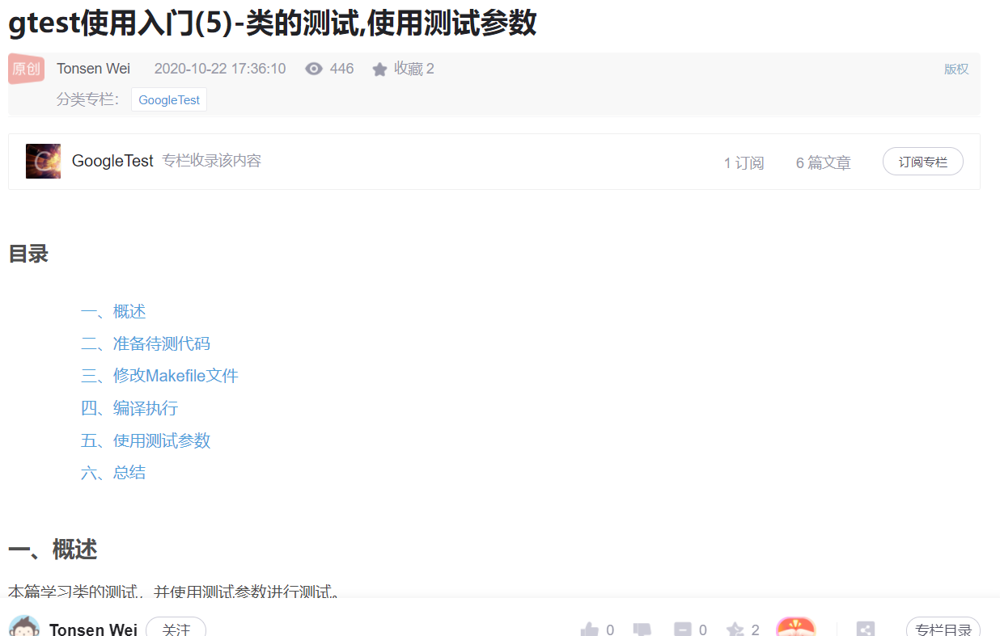 gtest使用入门(5)-类的测试,使用测试参数
原创 Tonsen Wei 2020-10-22 17:36:10 446 收藏 2 版权
分类专栏： GoogleTest
GoogleTest 专栏收录该内容 1 订阅 6 篇文章 订阅专栏
目录
一、概述
二、准备待测代码
三、修改Makefile文件
四、编译执行
五、使用测试参数
六、总结
一、概述
本篇学习类的测试，并使用测试参数进行测试。
Tonsen Wei 关注 0 0 2 专栏目录